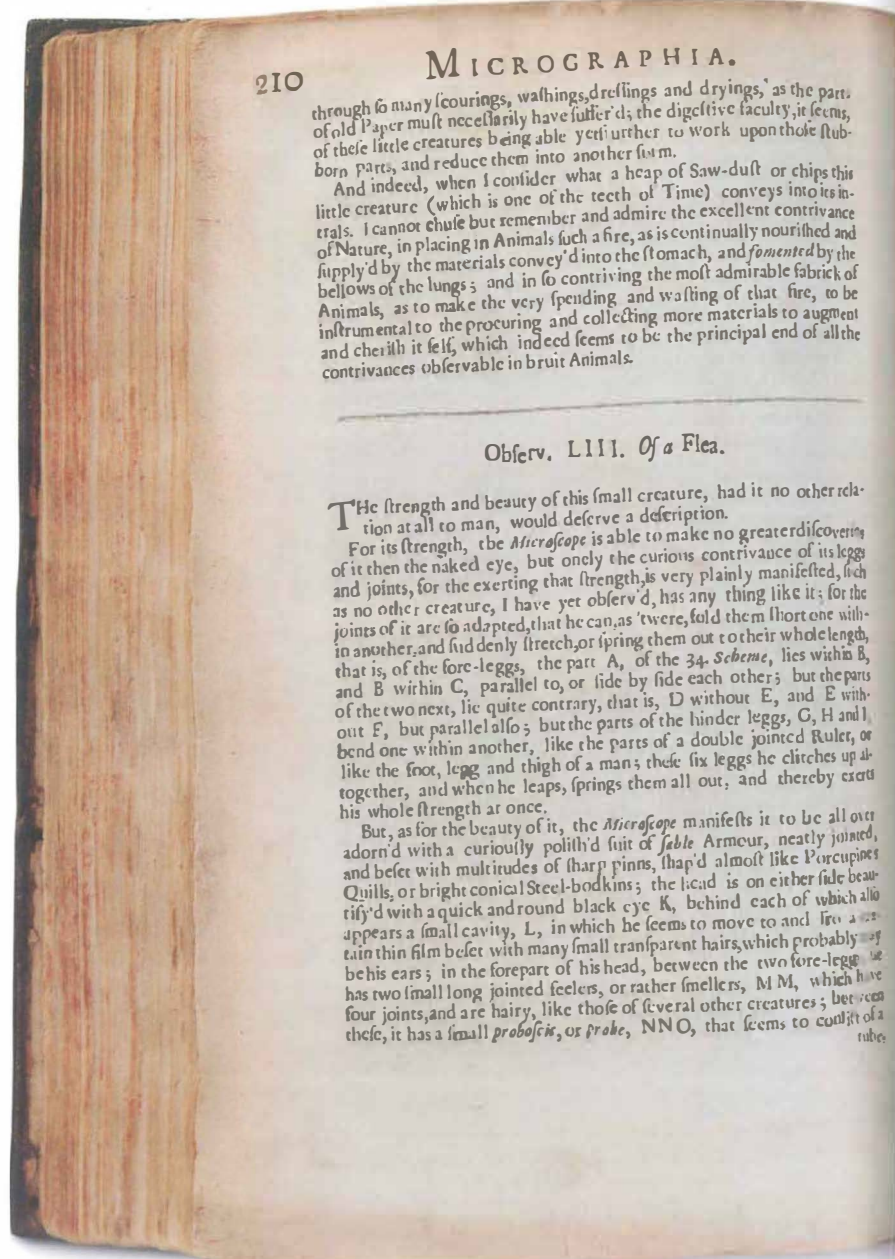 210
MICROGRAPHIA.
through ſo many ſcourings, waſhings,dreſſings and dryings, as the part.
of old Paper muſt neceſſarily have ſuffer'd; the digeſtive faculty,it ſeems,
of theſe little creatures being able yet further to work upon thoſe ſtub-
born parts, and reduce them into another form.
And indeed, when I conſider what a heap of Saw-duſt or chips this
little creature (which is one of the teeth of Time) conveys into its in-
trals. I cannot chuſe but remember and admire the excellent contrivance
of Nature, in placing in Animals ſuch a fire, as is continually nouriſhed and
ſupply'd by the materials convey'd into the ſtomach, and fomented by the
bellows of the lungs; and in ſo contriving the moſt admirable fabrick of
Animals, as to make the very ſpending and waſting of that fire, to be
inſtrumental to the procuring and collecting more materials to augment
and cheriſh it ſelf, which indeed ſeems to be the principal end of all the
contrivances obſervable in bruit Animals.
Obſerv. LIII. Of a Flea.
THe ſtrength and beauty of this ſmall creature, had it no other rela-
tion at all to man, would deſerve a deſcription.
For its ſtrength, the Microſcope is able to make no greater diſcoveries
of it then the naked eye, but onely the curious contrivance of its leggs
and joints, for the exerting that ſtrength,is very plainly manifeſted, ſuch
as no other creature, I have yet obſerv'd, has any thing like it; for the
joints of it are ſo adapted,that he can,as 'twere,fold them ſhort one with-
in another,and ſuddenly ſtretch,or ſpring them out to their whole length,
that is, of the fore-leggs, the part A, of the 34. Scheme, lies within B,
and B within C, parallel to, or ſide by ſide each other; but the parts
of the two next, lie quite contrary, that is, D without E, and E with-
out F, but parallel alſo; but the parts of the hinder leggs, G, H and I,
bend one within another, like the parts of a double jointed Ruler, or
like the foot, legg and thigh of a man; theſe ſix leggs he clitches up al-
together, and when he leaps, ſprings them all out, and thereby exerts
his whole ſtrength at once.
But, as for the beauty of it, the Microſcope manifeſts it to be all over
adorn'd with a curiouſly poliſh'd ſuit of ſable Armour, neatly jointed,
and beſet with multitudes of ſharp pinns, ſhap'd almoſt like Porcupines
Quills, or bright conical Steel-bodkins; the head is on either ſide beau-
tify'd with a quick and round black eye K, behind each of which alſo
appears a ſmall cavity, L, in which he ſeems to move to and fro a cer-
tain thin film beſet with many ſmall tranſparent hairs,which probably may
be his ears; in the forepart of his head, between the two fore-leggs, he
has two ſmall long jointed feelers, or rather ſmellers, M M, which have
four joints,and are hairy, like thoſe of ſeveral other creatures; between
theſe, it has a ſmall proboſcis, or probe, N N O, that ſeems to conſiſt of a
tube,